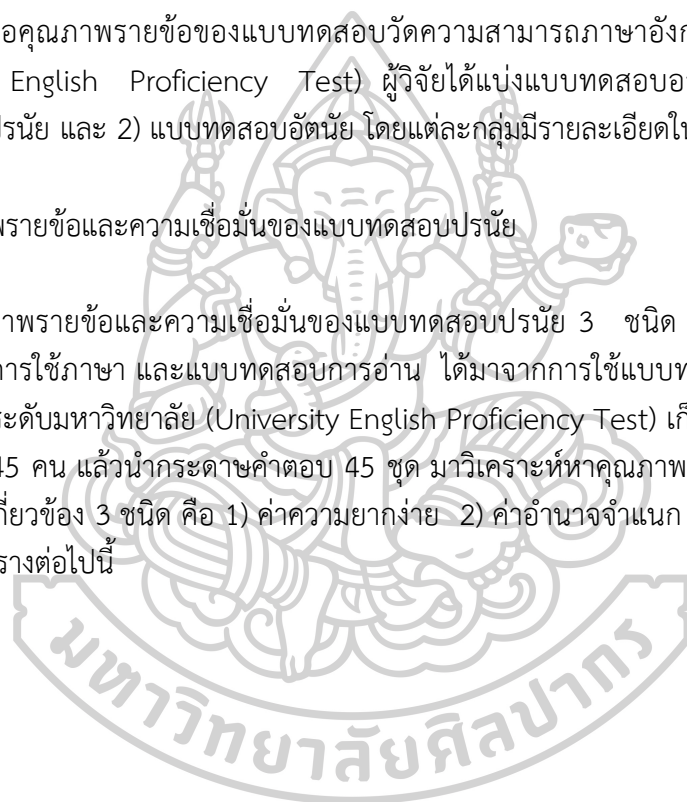 อคุณภาพรายข้อของแบบทดสอบวัดความสามารถภาษาอังก
English Proficiency Test) ผู้วิจัยได้แบ่งแบบทดสอบออ
ปรนัย และ 2) แบบทดสอบอัตนัย โดยแต่ละกลุ่มมีรายละเอียดใน
พรายข้อและความเชื่อมั่นของแบบทดสอบปรนัย
าพรายข้อและความเชื่อมั่นของแบบทดสอบปรนัย 3 ชนิด
การใช้ภาษา และแบบทดสอบการอ่าน ได้มาจากการใช้แบบท
ระดับมหาวิทยาลัย (University English Proficiency Test) เก็
45 คน แล้วนำกระดาษคำตอบ 45 ชุด มาวิเคราะห์หาคุณภาพ
กี่ยวข้อง 3 ชนิด คือ 1) ค่าความยากง่าย 2) ค่าอำนาจจำแนก
รางต่อไปนี้
มหาวิทยาลัยศิลปากร